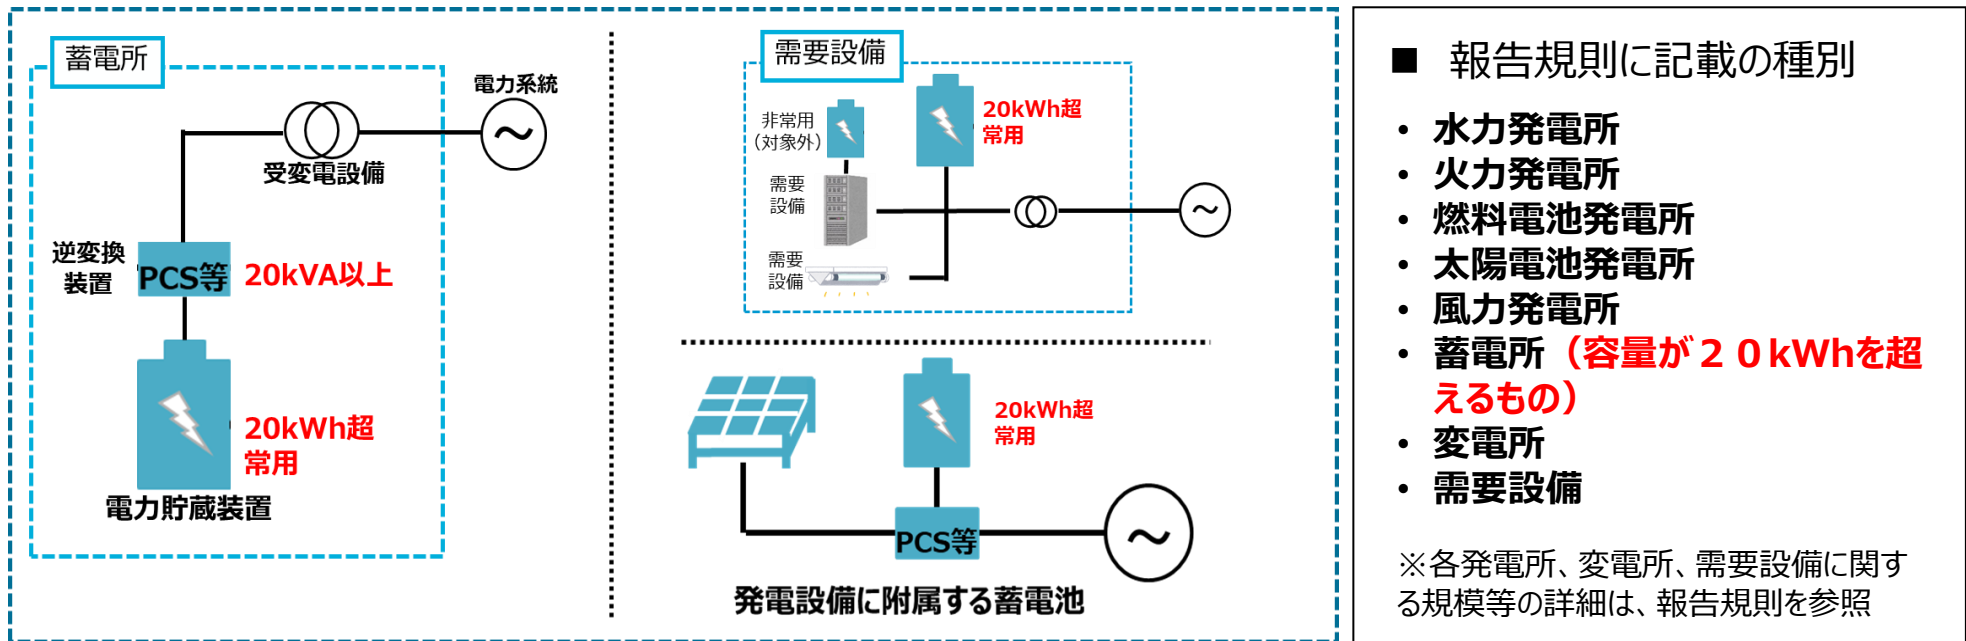 蓄電所
電力系統
受変電設備
逆変換
装置
PCS等
20kVA以上
20kWh超
常用
電力貯蔵装置
需要設備
非常用
（対象外）
20kWh超
常用
需要
設備
需要
設備
20kWh超
常用
PCS等
発電設備に附属する蓄電池
■ 報告規則に記載の種別
• 水力発電所
• 火力発電所
• 燃料電池発電所
• 太陽電池発電所
• 風力発電所
• 蓄電所（容量が２０kWhを超
えるもの）
• 変電所
• 需要設備
※各発電所、変電所、需要設備に関す
る規模等の詳細は、報告規則を参照